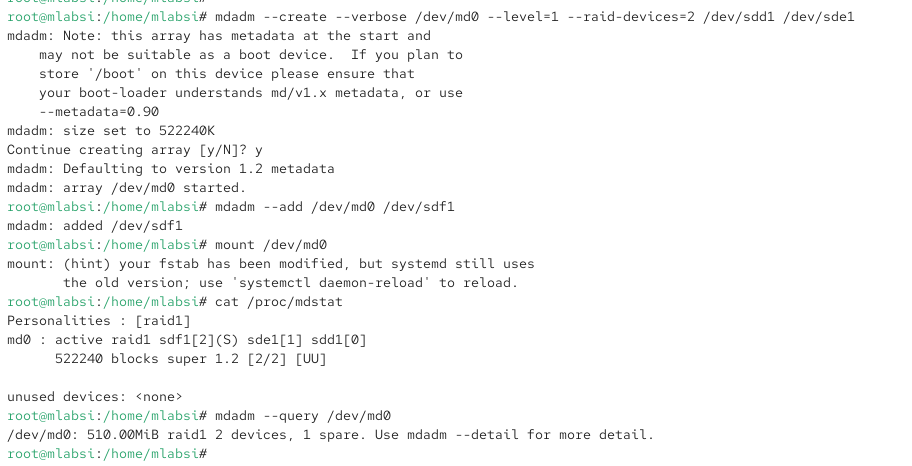 root@mlabsi:/home/mlabsi# mdadm --create --verbose /dev/md0 --level=1 --raid-devices=2 /dev/sdd1 /dev/sde1
mdadm: Note: this array has metadata at the start and
    may not be suitable as a boot device.  If you plan to
    store '/boot' on this device please ensure that
    your boot-loader understands md/v1.x metadata, or use
    --metadata=0.90
mdadm: size set to 522240K
Continue creating array [y/N]? y
mdadm: Defaulting to version 1.2 metadata
mdadm: array /dev/md0 started.
root@mlabsi:/home/mlabsi# mdadm --add /dev/md0 /dev/sdf1
mdadm: added /dev/sdf1
root@mlabsi:/home/mlabsi# mount /dev/md0
mount: (hint) your fstab has been modified, but systemd still uses
       the old version; use 'systemctl daemon-reload' to reload.
root@mlabsi:/home/mlabsi# cat /proc/mdstat
Personalities : [raid1]
md0 : active raid1 sdf1[2](S) sde1[1] sdd1[0]
      522240 blocks super 1.2 [2/2] [UU]

unused devices: <none>
root@mlabsi:/home/mlabsi# mdadm --query /dev/md0
/dev/md0: 510.00MiB raid1 2 devices, 1 spare. Use mdadm --detail for more detail.
root@mlabsi:/home/mlabsi#